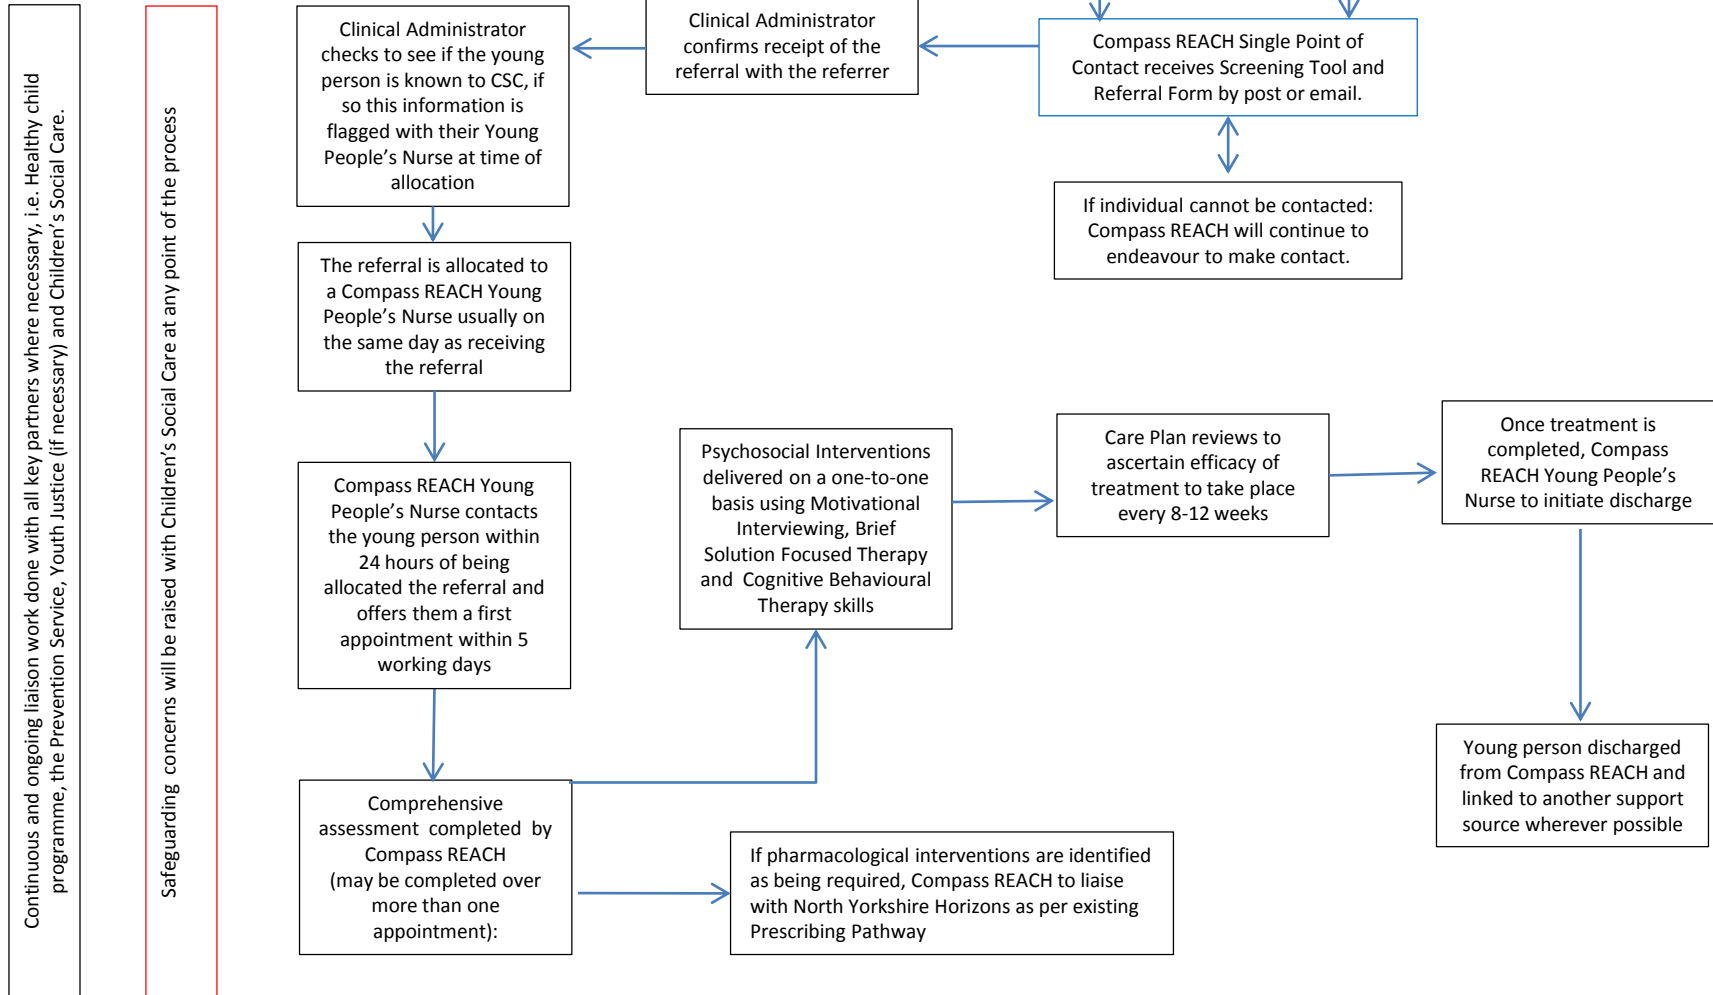 Continuous and ongoing liaison work done with all key partners where necessary, i.e. Healthy child
programme, the Prevention Service, Youth Justice (if necessary) and Children's Social Care.
Safeguarding concerns will be raised with Children's Social Care at any point of the process
Clinical Administrator
checks to see if the young
person is known to CSC, if
so this information is
flagged with their Young
People's Nurse at time of
allocation
Clinical Administrator
confirms receipt of the
referral with the referrer
Compass REACH Single Point of
Contact receives Screening Tool and
Referral Form by post or email.
If individual cannot be contacted:
Compass REACH will continue to
endeavour to make contact.
The referral is allocated to
a Compass REACH Young
People's Nurse usually on
the same day as receiving
the referral
Compass REACH Young
People's Nurse contacts
the young person within
24 hours of being
allocated the referral and
offers them a first
appointment within 5
working days
Comprehensive
assessment completed by
Compass REACH
(may be completed over
more than one
appointment):
Psychosocial Interventions
delivered on a one-to-one
basis using Motivational
Interviewing, Brief
Solution Focused Therapy
and Cognitive Behavioural
Therapy skills
If pharmacological interventions are identified
as being required, Compass REACH to liaise
with North Yorkshire Horizons as per existing
Prescribing Pathway
Care Plan reviews to
ascertain efficacy of
treatment to take place
every 8-12 weeks
Once treatment is
completed, Compass
REACH Young People's
Nurse to initiate discharge
Young person discharged
from Compass REACH and
linked to another support
source wherever possible